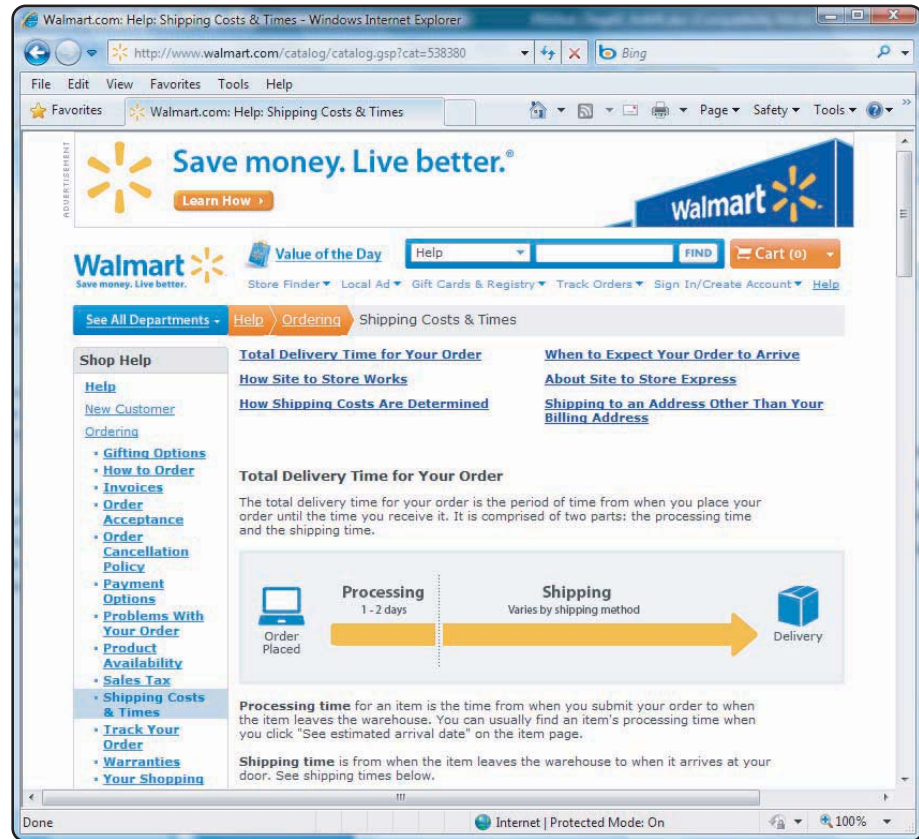 Walmart.com: Help: Shipping Costs & Times - Windows Internet Explorer
http://www.walmart.com/catalog/catalog.gsp?cat=538380
Bing
File Edit View Favorites Tools Help
Favorites
Walmart.com: Help: Shipping Costs & Times
Page Safety Tools
ADVERTISEMENT
Save money. Live better.®
Learn How
Walmart
Walmart
Save money. Live better.
Value of the Day
Help
FIND
Cart (0)
Store Finder Local Ad Gift Cards & Registry Track Orders Sign In/Create Account Help
See All Departments
Help Ordering Shipping Costs & Times
Shop Help
Help
New Customer
Ordering
• Gifting Options
• How to Order
• Invoices
• Order
Acceptance
• Order
Cancellation
Policy
• Payment
Options
• Problems With
Your Order
• Product
Availability
• Sales Tax
• Shipping Costs
& Times
• Track Your
Order
• Warranties
• Your Shopping
Total Delivery Time for Your Order
When to Expect Your Order to Arrive
How Site to Store Works
About Site to Store Express
How Shipping Costs Are Determined
Shipping to an Address Other Than Your
Billing Address
Total Delivery Time for Your Order
The total delivery time for your order is the period of time from when you place your
order until the time you receive it. It is comprised of two parts: the processing time
and the shipping time.
Processing
1 - 2 days
Shipping
Varies by shipping method
Order
Placed
Delivery
Processing time for an item is the time from when you submit your order to when
the item leaves the warehouse. You can usually find an item's processing time when
you click "See estimated arrival date" on the item page.
Shipping time is from when the item leaves the warehouse to when it arrives at your
door. See shipping times below.
Done
Internet | Protected Mode: On
100%